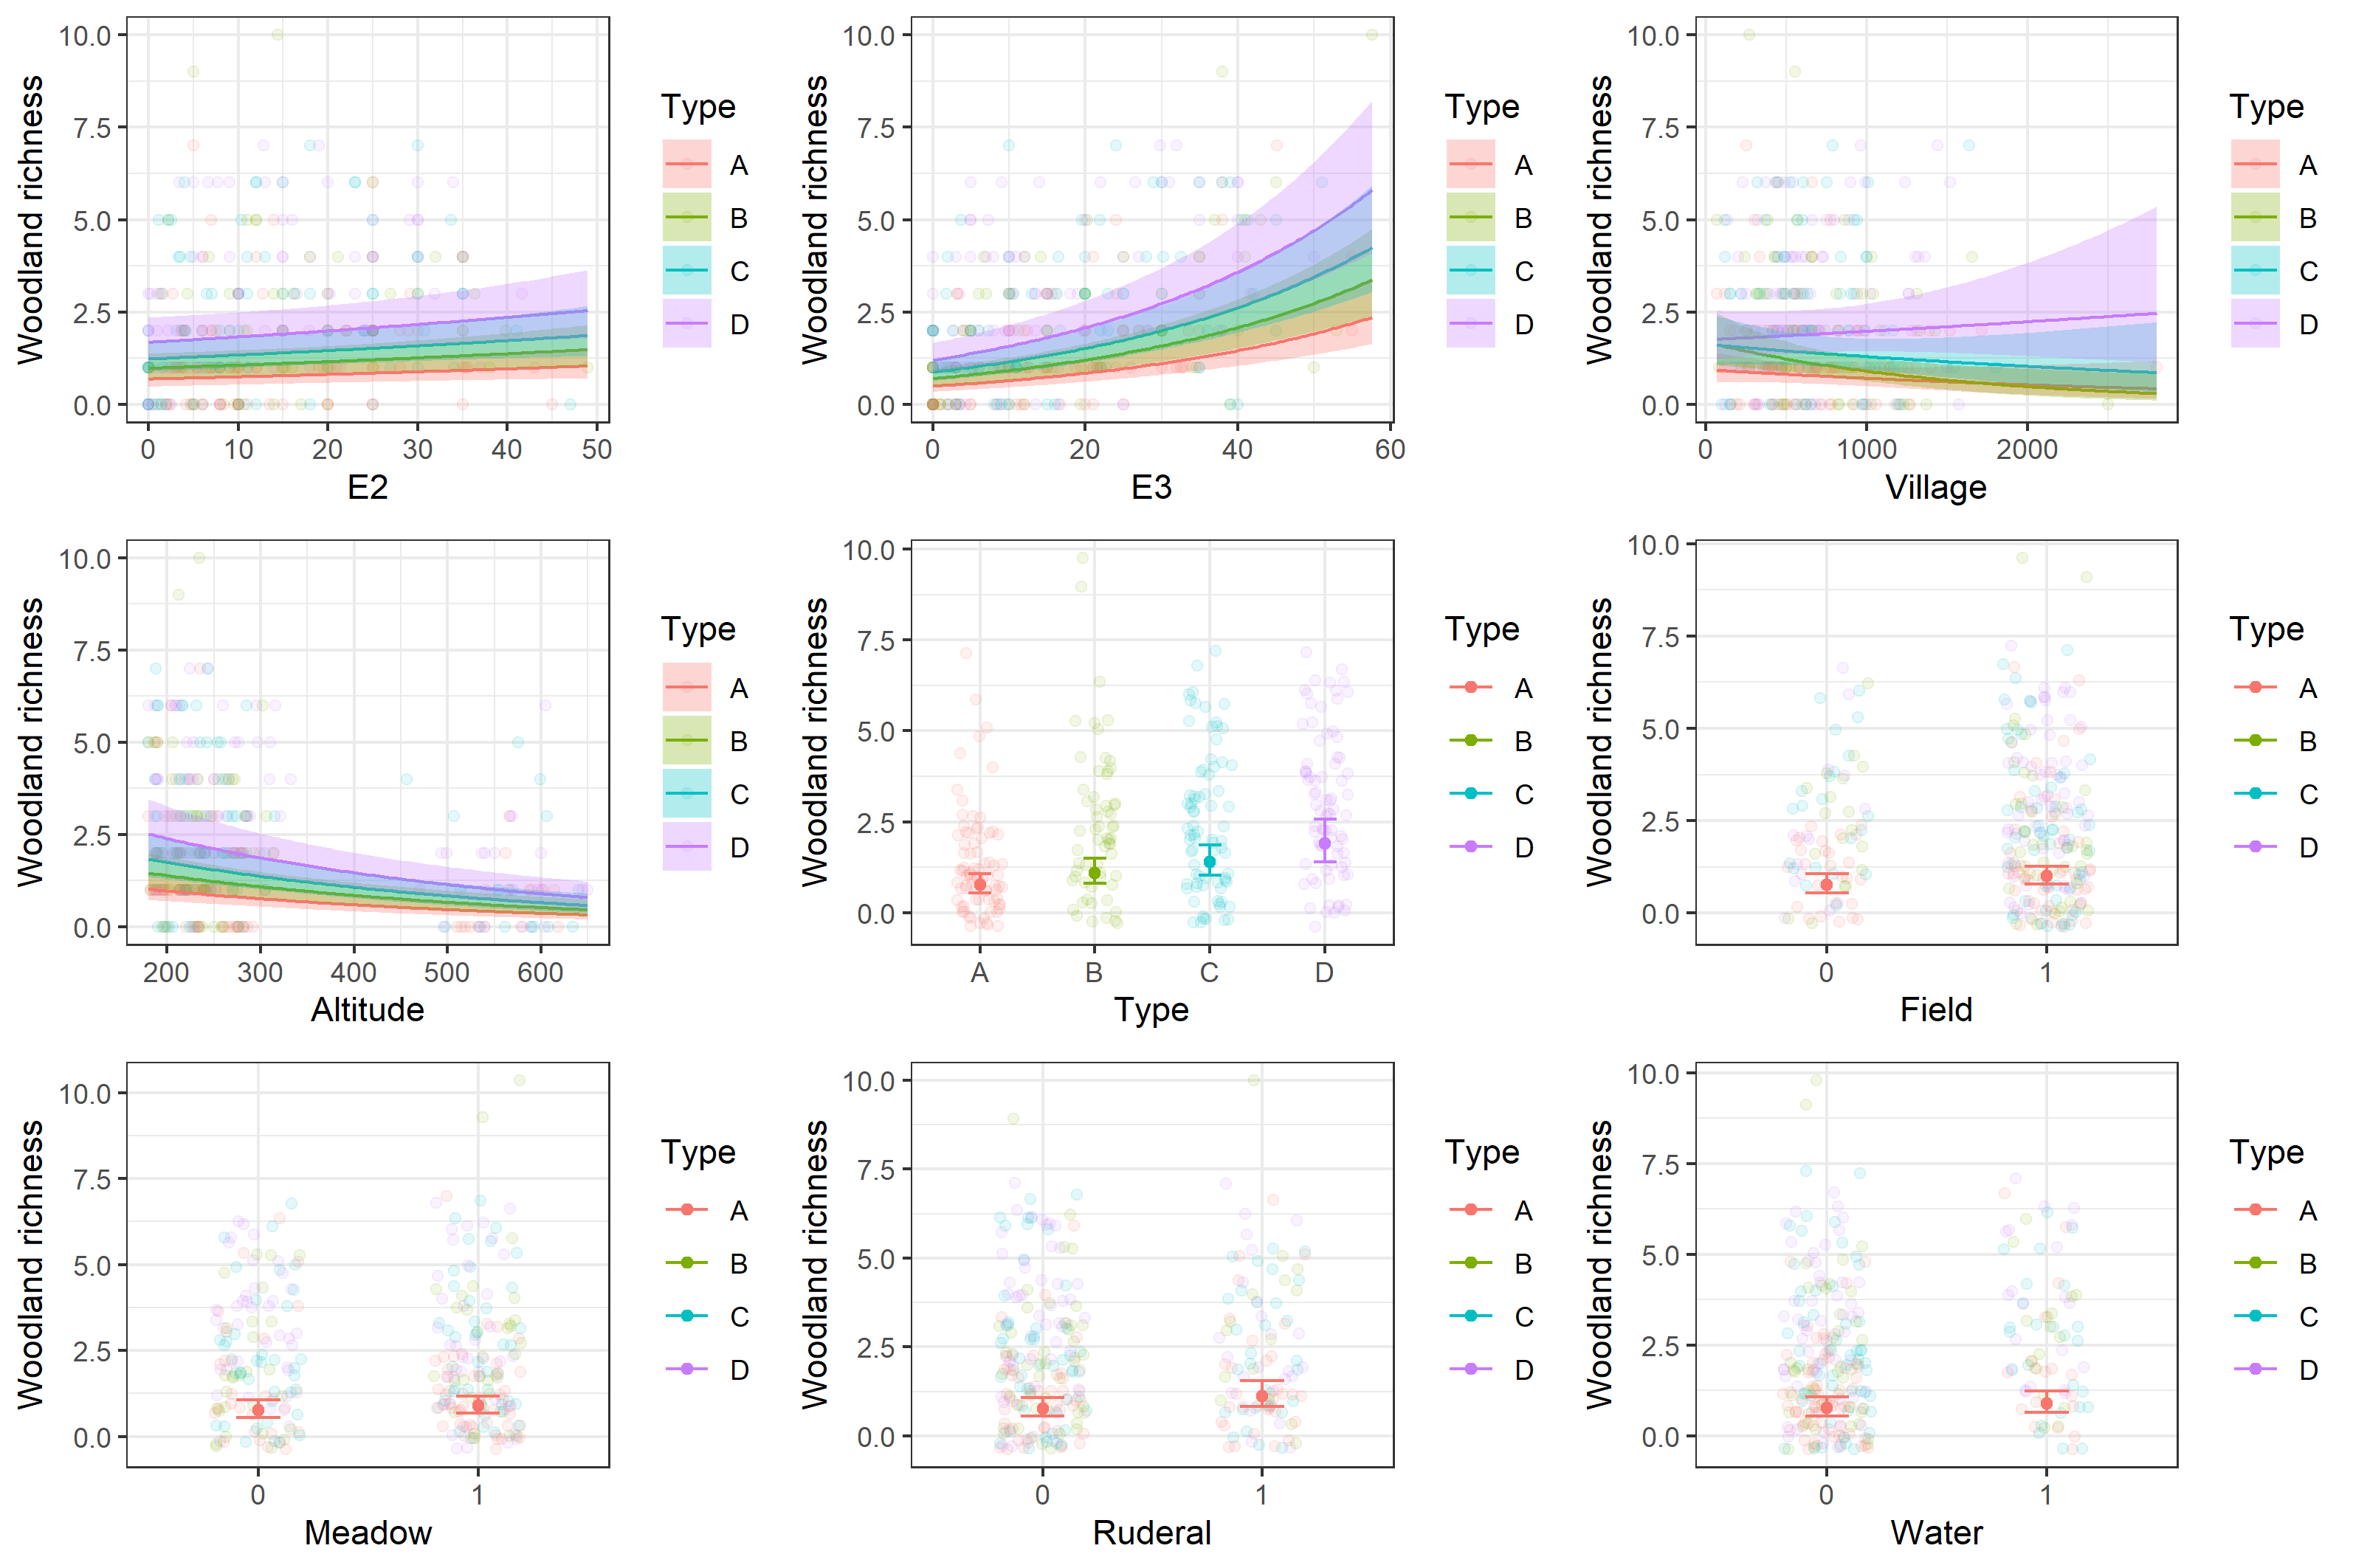 Woodland richness
10.0
7.5
5.0
2.5
0.0
0 10 20 30 40 50
E2
Type
A
B
C
D
Woodland richness
10.0
7.5
5.0
2.5
0.0
0 20 40 60
E3
Type
A
B
C
D
Woodland richness
10.0
7.5
5.0
2.5
0.0
0 1000 2000
Village
Type
A
B
C
D
Woodland richness
10.0
7.5
5.0
2.5
0.0
200 300 400 500 600
Altitude
Type
A
B
C
D
Woodland richness
10.0
7.5
5.0
2.5
0.0
A B C D
Type
Type
A
B
C
D
Woodland richness
10.0
7.5
5.0
2.5
0.0
0 1
Field
Type
A
B
C
D
Woodland richness
10.0
7.5
5.0
2.5
0.0
0 1
Meadow
Type
A
B
C
D
Woodland richness
10.0
7.5
5.0
2.5
0.0
0 1
Ruderal
Type
A
B
C
D
Woodland richness
10.0
7.5
5.0
2.5
0.0
0 1
Water
Type
A
B
C
D